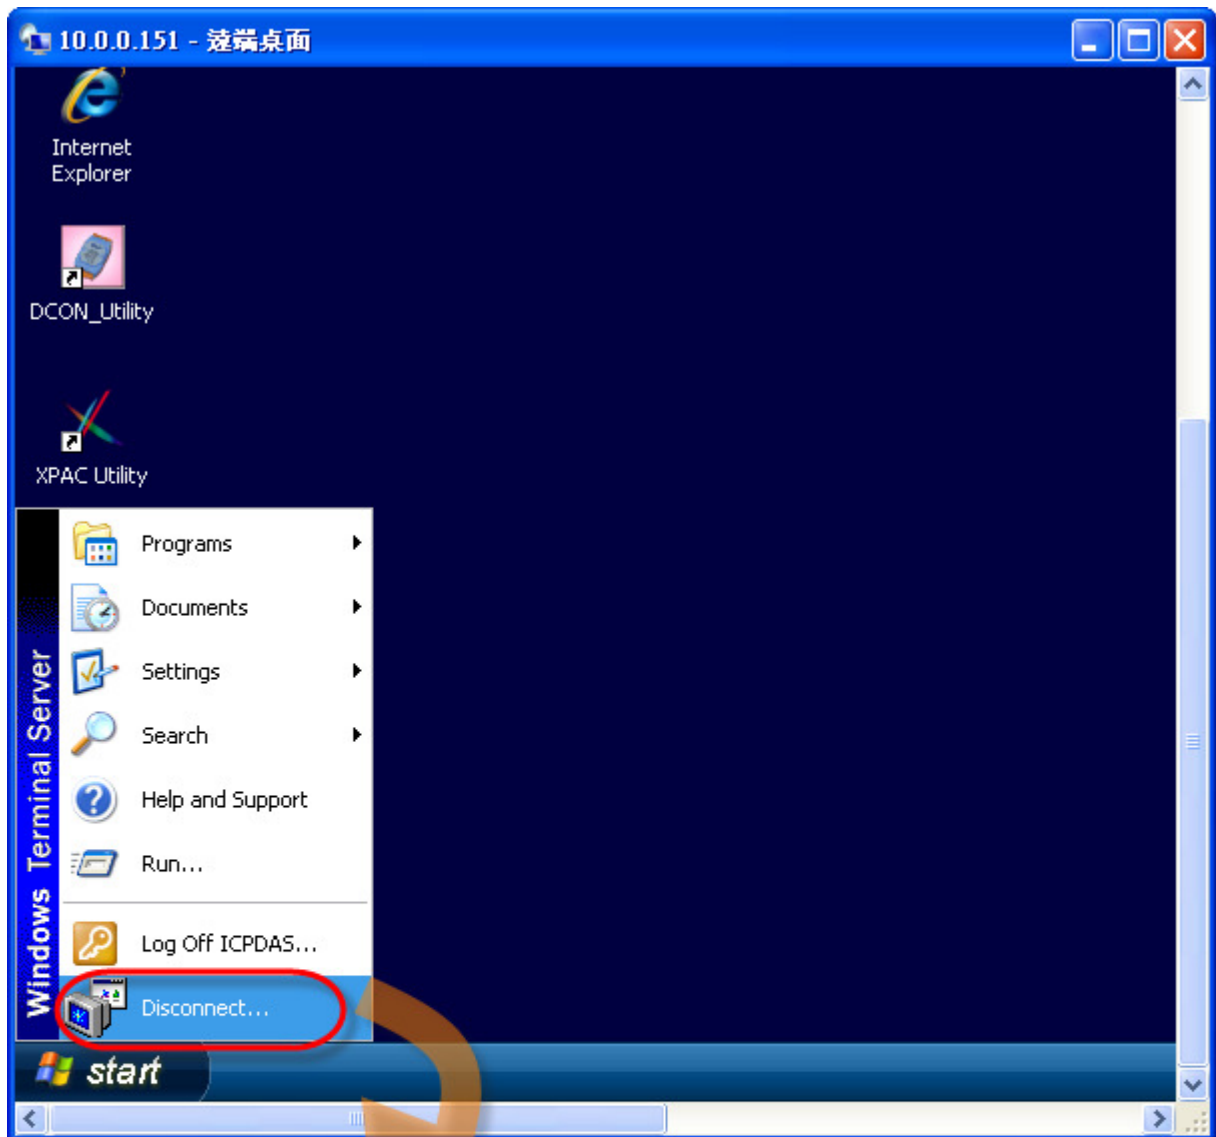 10.0.0.151 - 遠端桌面
Internet
Explorer
DCON_Utility
XPAC Utility
Windows Terminal Server
Programs
Documents
Settings
Search
Help and Support
Run...
Log Off ICPDAS...
Disconnect...
start